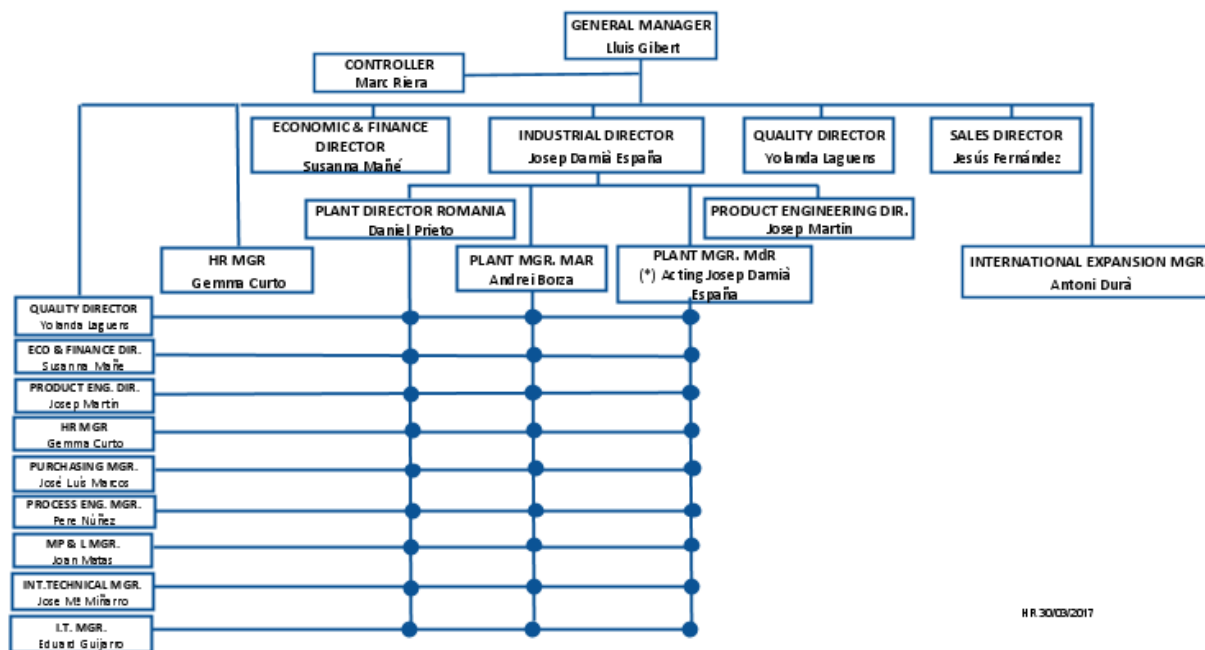 GENERAL MANAGER
Lluis Gibert
CONTROLLER
Marc Riera
ECONOMIC & FINANCE
DIRECTOR
Susanna Mañé
INDUSTRIAL DIRECTOR
Josep Damià España
QUALITY DIRECTOR
Yolanda Laguens
SALES DIRECTOR
Jesús Fernández
PLANT DIRECTOR ROMANIA
Daniel Prieto
PRODUCT ENGINEERING DIR.
Josep Martin
HR MGR
Gemma Curto
PLANT MGR. MAR
Andrei Borza
PLANT MGR. MdR
(*) Acting Josep Damià
España
INTERNATIONAL EXPANSION MGR.
Antoni Durà
QUALITY DIRECTOR
Yolanda Laguens
ECO & FINANCE DIR.
Susanna Mañe
PRODUCT ENG. DIR.
Josep Martin
HR MGR
Gemma Curto
PURCHASING MGR.
José Luis Marcos
PROCESS ENG. MGR.
Pere Núñez
MP & L MGR.
Joan Matas
INT.TECHNICAL MGR.
Jose Mª Miñarro
I.T. MGR.
Eduard Guijarro
HR 30/03/2017